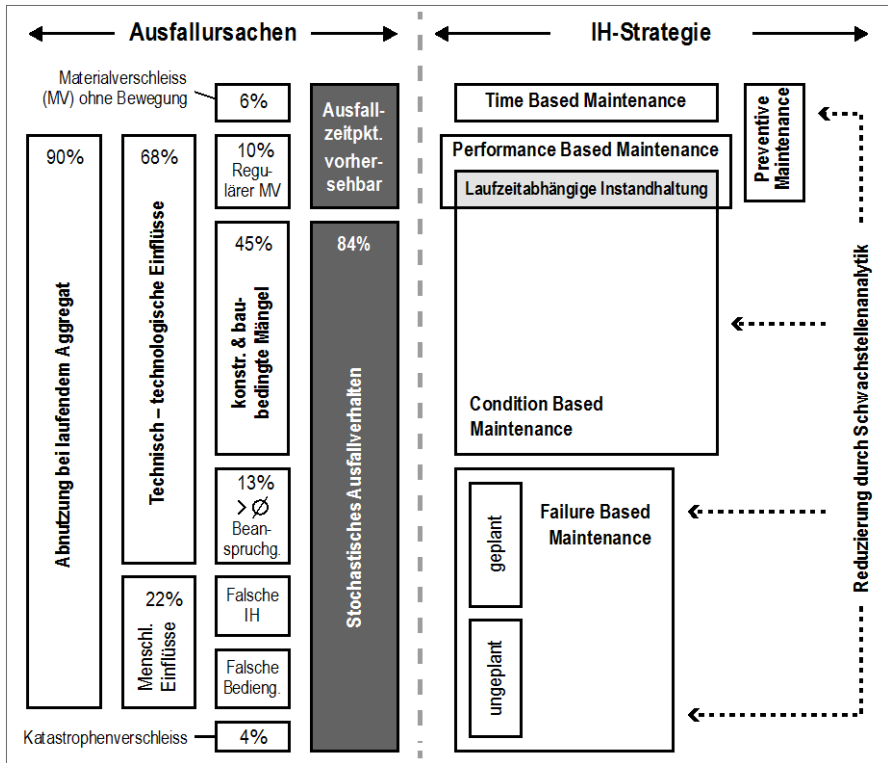 Ausfallursachen
IH-Strategie
Materialverschleiss
(MV) ohne Bewegung
6%
90%
Abnutzung bei laufendem Aggregat
68%
Technisch – technologische Einflüsse
10%
Regu-
lärer MV
45%
konstr. & bau-
bedingte Mängel
13%
> Ø
Bean-
spruchg.
22%
Menschl.
Einflüsse
Falsche
IH
Falsche
Bedieng.
Katastrophenverschleiss
4%
Ausfall-
zeitpkt.
vorher-
sehbar
84%
Stochastisches Ausfallverhalten
Time Based Maintenance
Performance Based Maintenance
Laufzeitabhängige Instandhaltung
Preventive
Maintenance
Condition Based
Maintenance
Failure Based
Maintenance
geplant
ungeplant
Reduzierung durch Schwachstellenanalytik